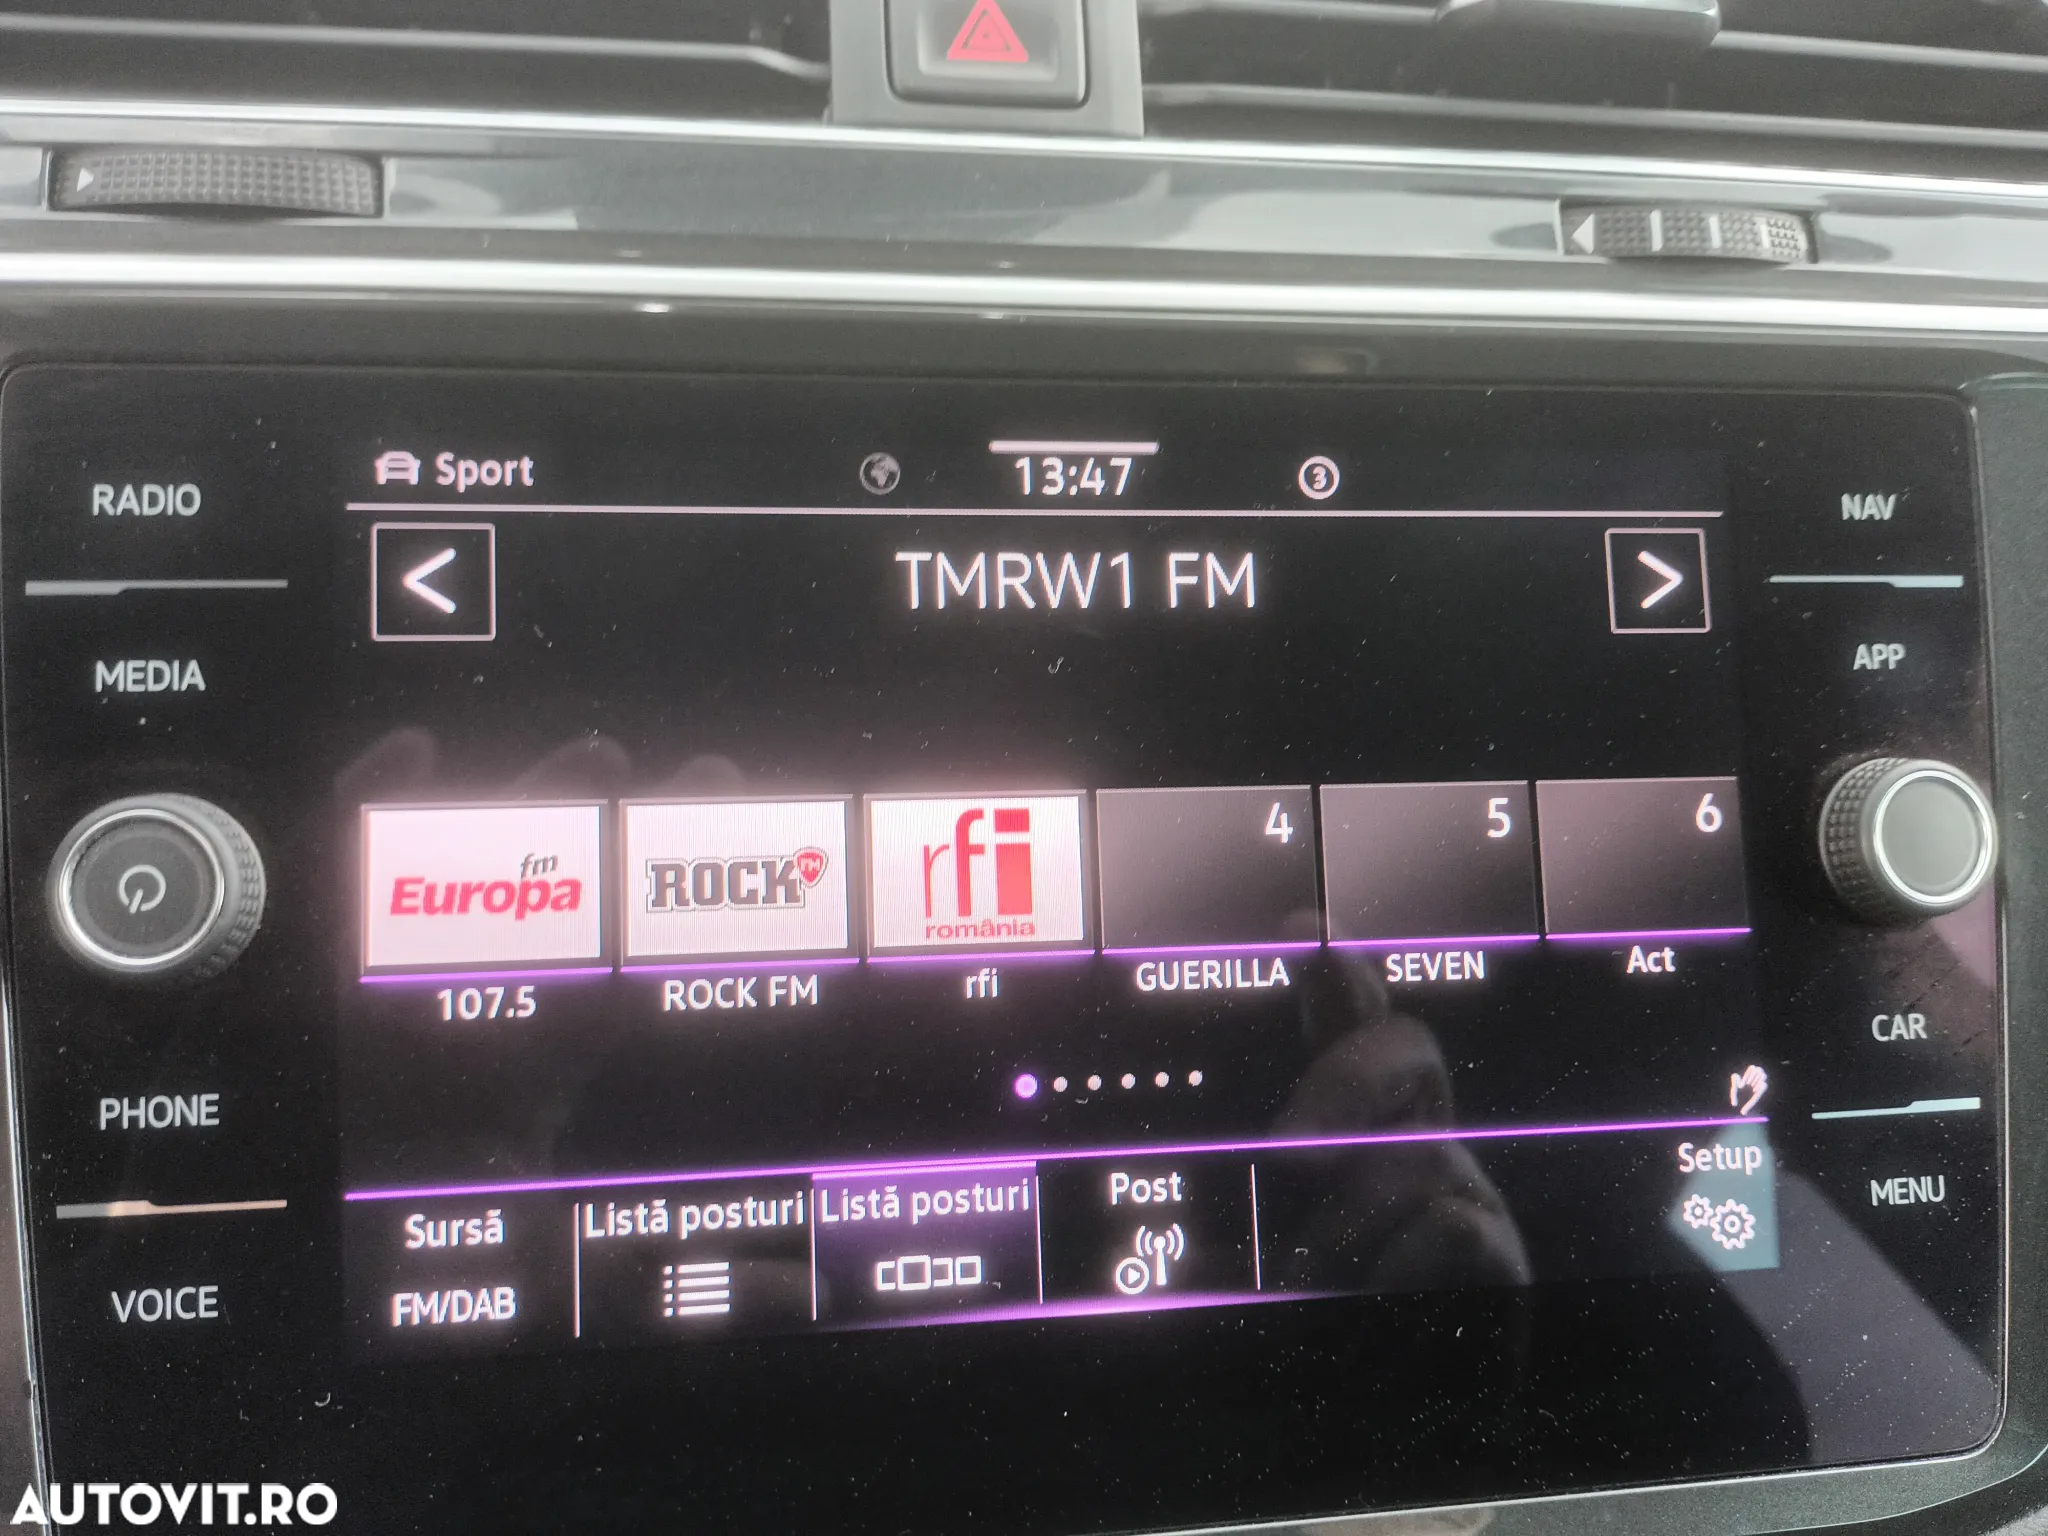 RADIO
MEDIA
PHONE
VOICE
Sport
13:47
3
<
TMRW1 FM
>
fm
Europa
ROCK FM
rfi
românia
4
5
6
107.5
ROCK FM
rfi
GUERILLA
SEVEN
Act
Sursă
FM/DAB
Listă posturi
Listă posturi
Post
Setup
NAV
APP
CAR
MENU
AUTOVIT.RO